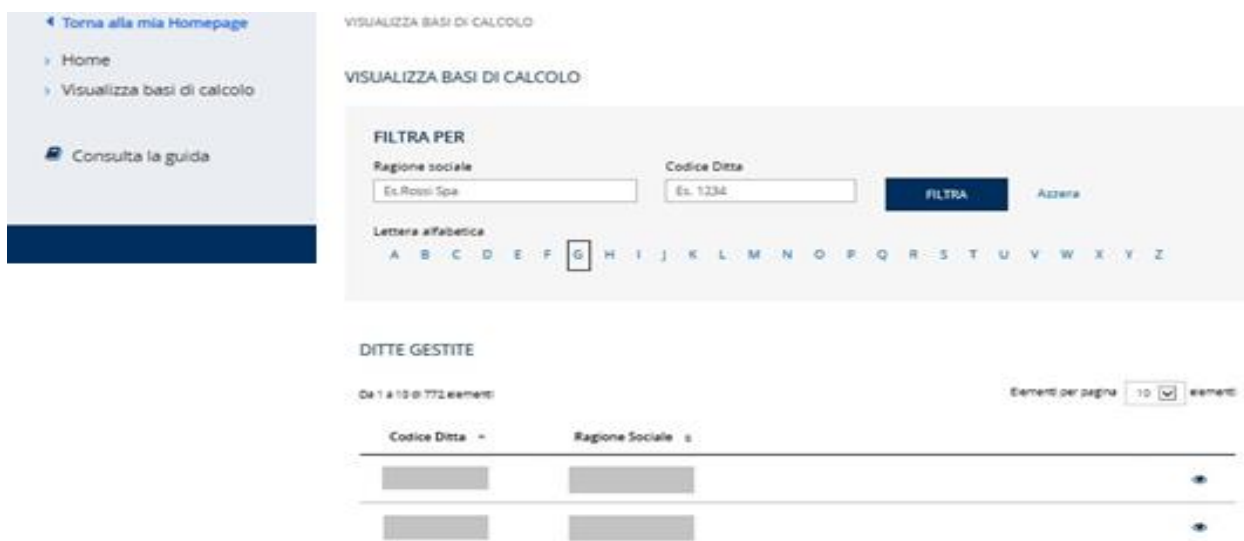 Torna alla mia Homepage
Home
Visualizza basi di calcolo
Consulta la guida
VISUALIZZA BASI DI CALCOLO
VISUALIZZA BASI DI CALCOLO
FILTRA PER
Ragione sociale
Codice Ditta
Es.Rossi Spa
Es. 1234
FILTRA
Azzera
Lettera alfabetica
A B C D E F G H I J K L M N O P Q R S T U V W X Y Z
DITTE GESTITE
Da 1 a 10 di 772 elementi
Elementi per pagina 10 elementi
Codice Ditta
Ragione Sociale